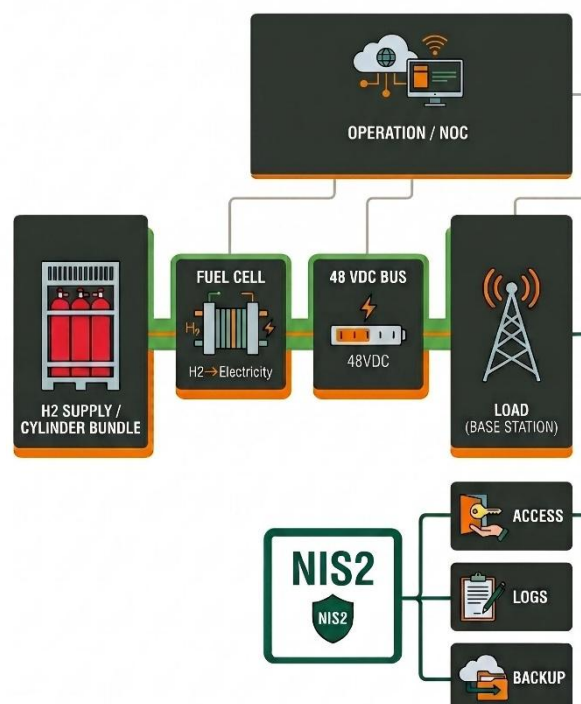 OPERATION / NOC
FUEL CELL
H₂
H2→Electricity
48 VDC BUS
48VDC
H2 SUPPLY /
CYLINDER BUNDLE
LOAD
(BASE STATION)
NIS2
NIS2
ACCESS
LOGS
BACKUP